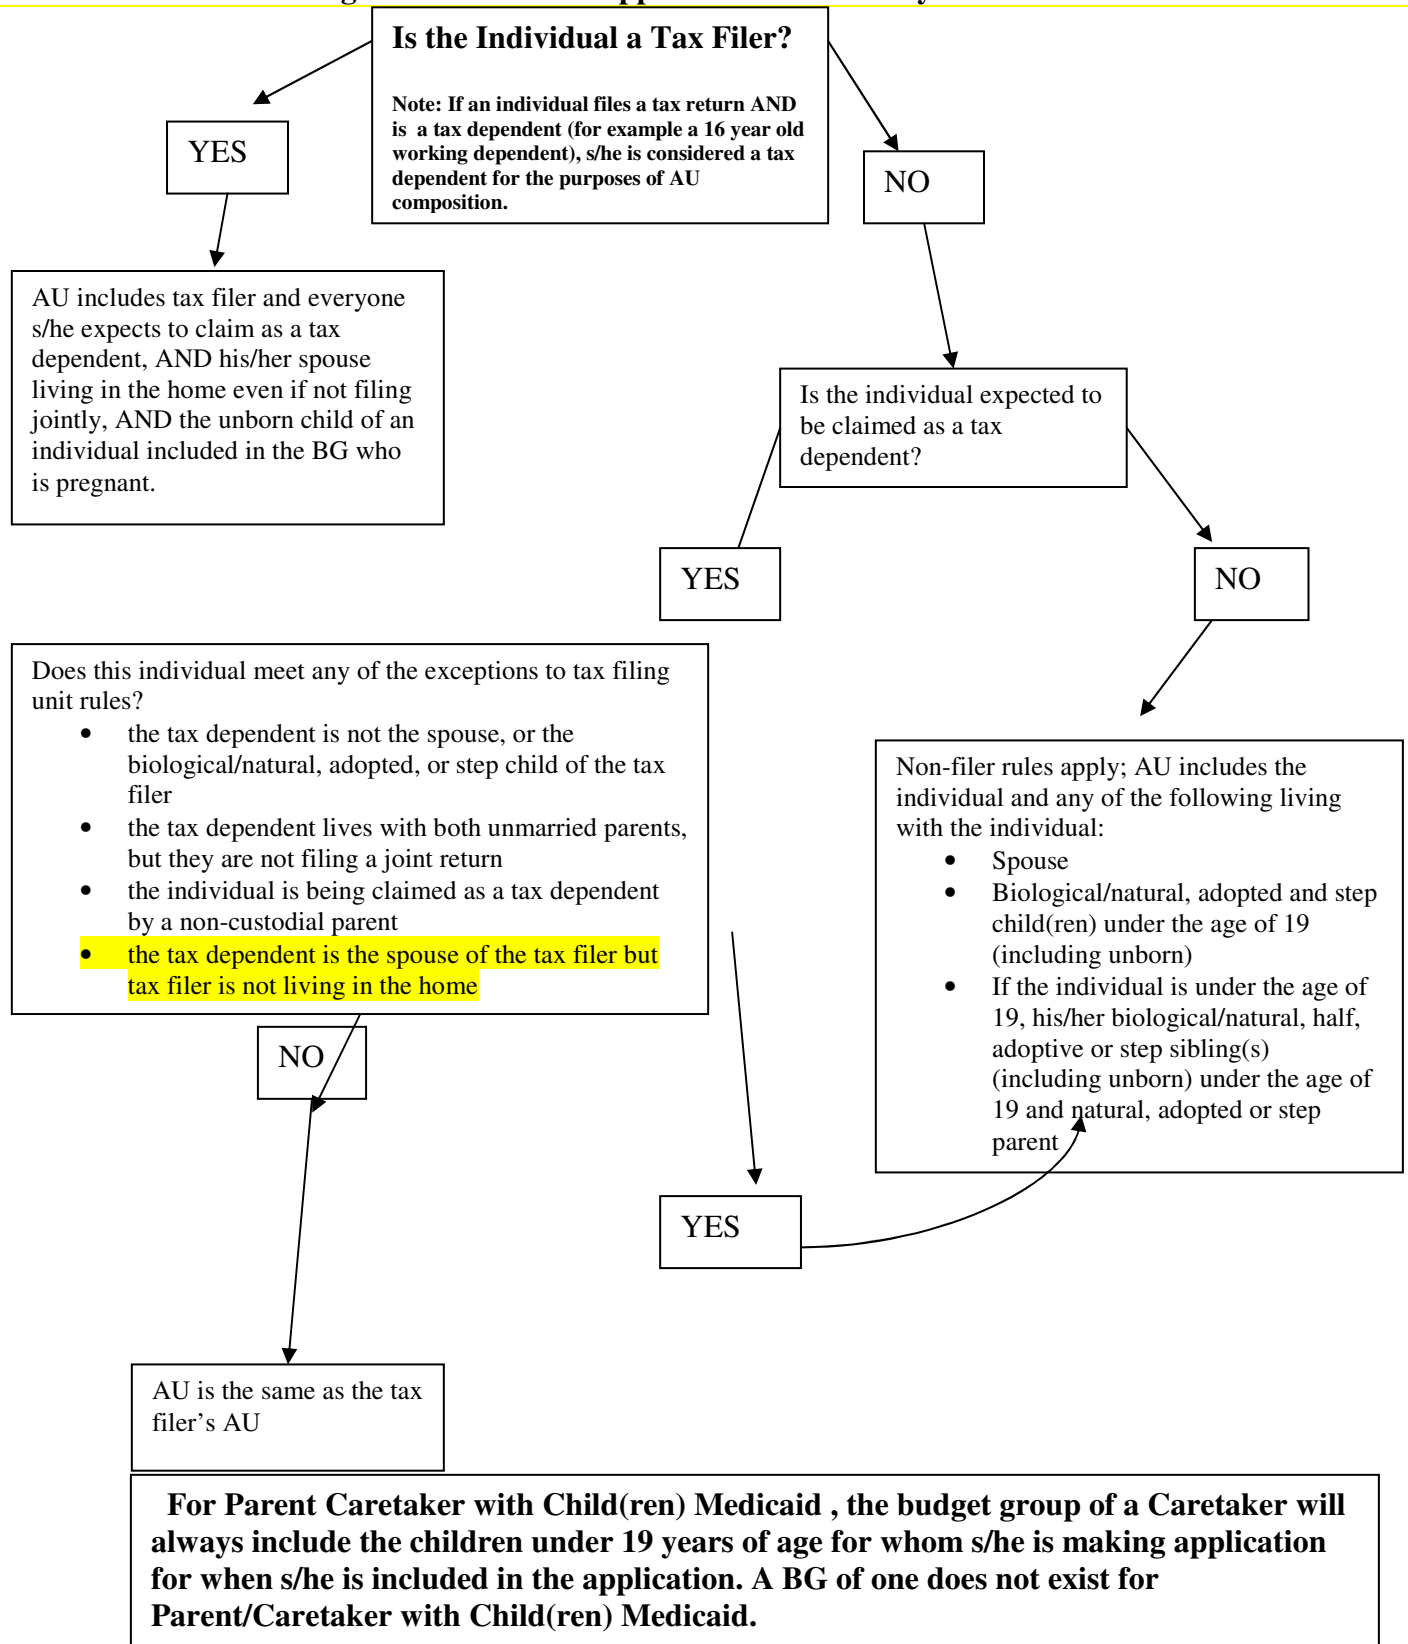 Is the Individual a Tax Filer?
Note: If an individual files a tax return AND
is a tax dependent (for example a 16 year old
working dependent), s/he is considered a tax
dependent for the purposes of AU
composition.
YES
NO
AU includes tax filer and everyone
s/he expects to claim as a tax
dependent, AND his/her spouse
living in the home even if not filing
jointly, AND the unborn child of an
individual included in the BG who
is pregnant.
Is the individual expected to
be claimed as a tax
dependent?
YES
NO
Does this individual meet any of the exceptions to tax filing
unit rules?
• the tax dependent is not the spouse, or the
biological/natural, adopted, or step child of the tax
filer
• the tax dependent lives with both unmarried parents,
but they are not filing a joint return
• the individual is being claimed as a tax dependent
by a non-custodial parent
• the tax dependent is the spouse of the tax filer but
tax filer is not living in the home
Non-filer rules apply; AU includes the
individual and any of the following living
with the individual:
• Spouse
• Biological/natural, adopted and step
child(ren) under the age of 19
(including unborn)
• If the individual is under the age of
19, his/her biological/natural, half,
adoptive or step sibling(s)
(including unborn) under the age of
19 and natural, adopted or step
parent
NO
YES
AU is the same as the tax
filer’s AU
For Parent Caretaker with Child(ren) Medicaid , the budget group of a Caretaker will
always include the children under 19 years of age for whom s/he is making application
for when s/he is included in the application. A BG of one does not exist for
Parent/Caretaker with Child(ren) Medicaid.